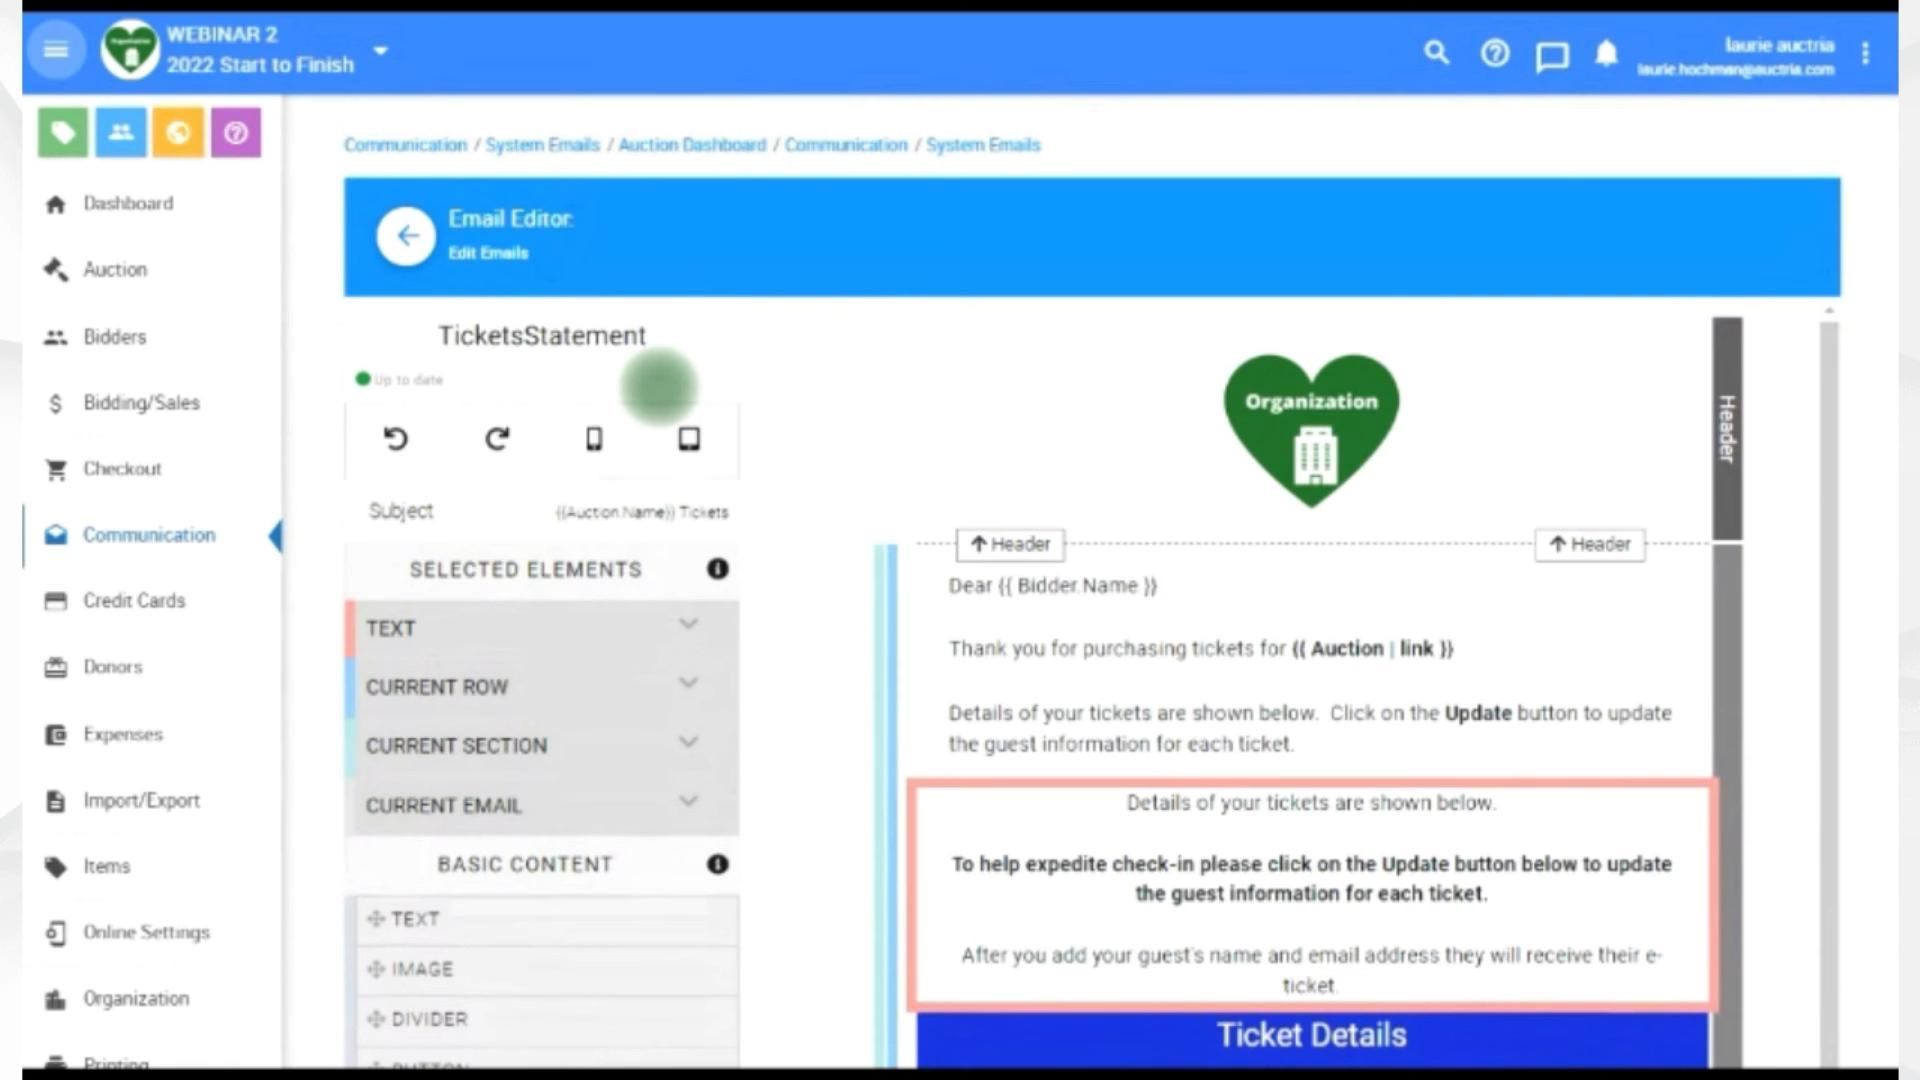 WEBINAR 2
2022 Start to Finish
laurie auctria
laurie.hochman@auctria.com
Organization
Communication / System Emails / Auction Dashboard / Communication / System Emails
Email Editor:
Edit Emails
Dashboard
Auction
Bidders
Bidding/Sales
Checkout
Communication
Credit Cards
Donors
Expenses
Import/Export
Items
Online Settings
Organization
Printing
TicketsStatement
Up to date
Subject {{Auction.Name}} Tickets
SELECTED ELEMENTS
TEXT
CURRENT ROW
CURRENT SECTION
CURRENT EMAIL
BASIC CONTENT
TEXT
IMAGE
DIVIDER
BUTTON
Organization
Header
Header Header
Dear {{ Bidder.Name }}
Thank you for purchasing tickets for {{ Auction | link }}
Details of your tickets are shown below. Click on the Update button to update
the guest information for each ticket.
Details of your tickets are shown below.
To help expedite check-in please click on the Update button below to update
the guest information for each ticket.
After you add your guest's name and email address they will receive their e-
ticket.
Ticket Details